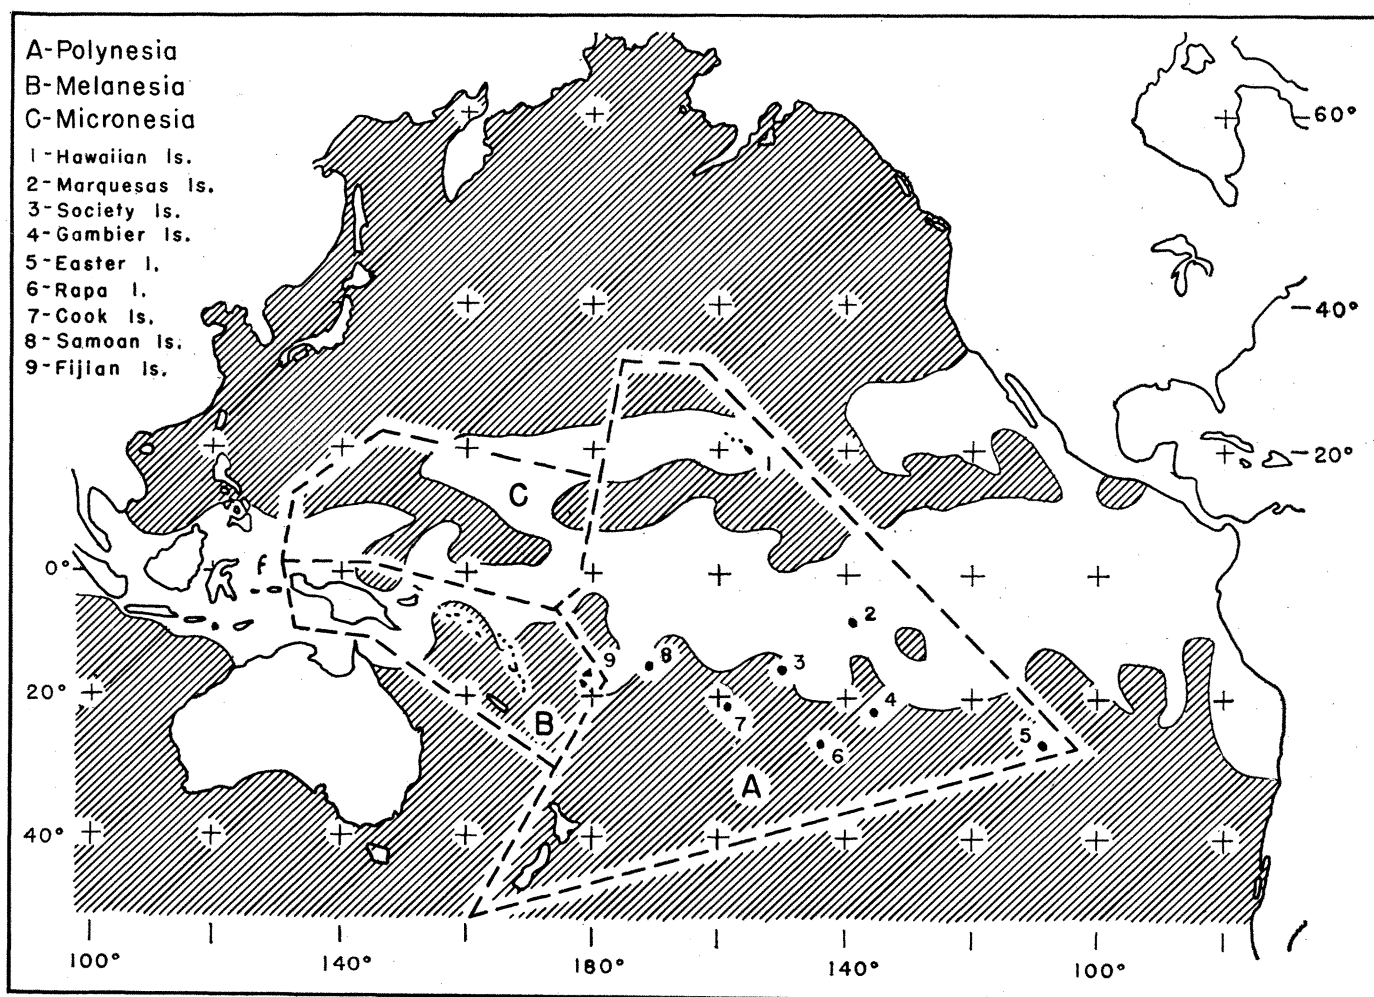 A-Polynesia
B-Melanesia
C-Micronesia
1-Hawaiian Is.
2-Marquesas Is.
3-Society Is.
4-Gambier Is.
5-Easter I.
6-Rapa I.
7-Cook Is.
8-Samoan Is.
9-Fijian Is.
60°
40°
20°
1
C
0°
2
9
8
3
20°
4
B
7
5
6
A
40°
100°
140°
180°
140°
100°